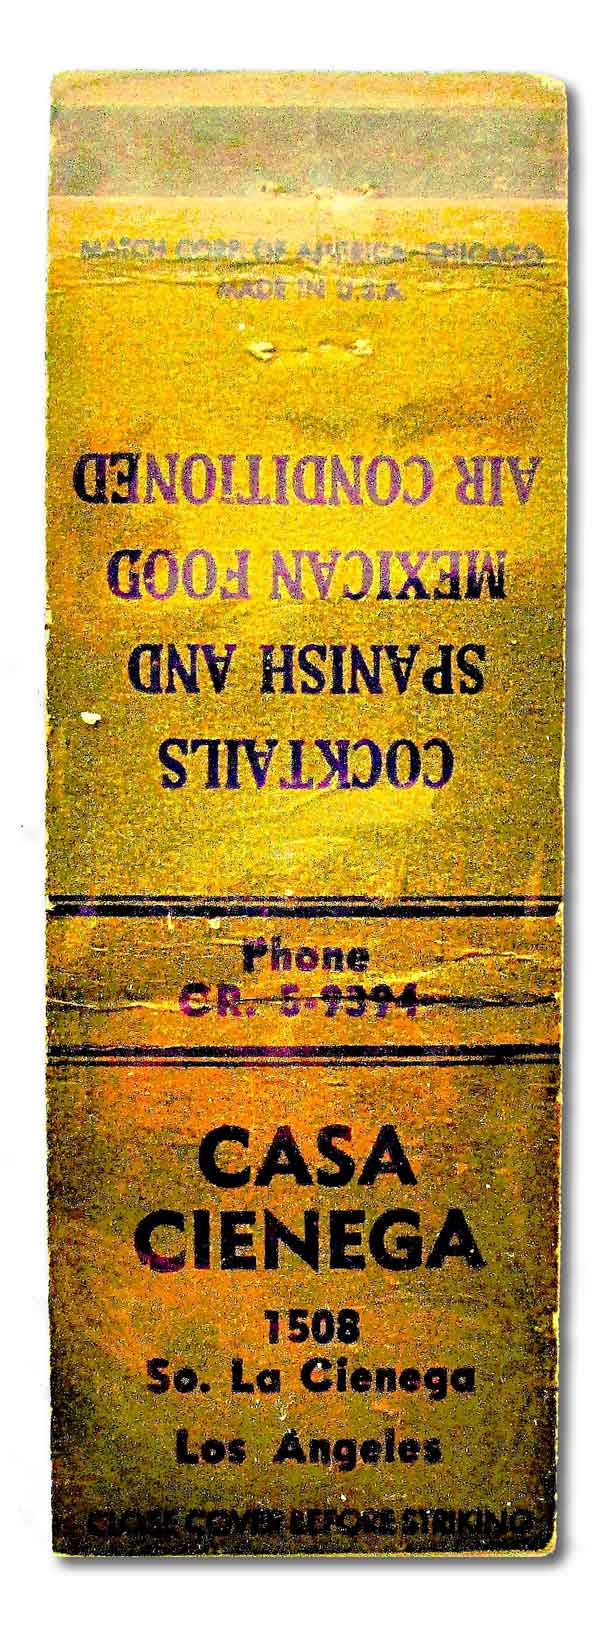 MATCH CORP. OF AMERICA, CHICAGO
MADE IN U.S.A.
COCKTAILS
SPANISH AND
MEXICAN FOOD
AIR CONDITIONED
Phone
CR. 5-9394
CASA
CIENEGA
1508
So. La Cienega
Los Angeles
CLOSE COVER BEFORE STRIKING